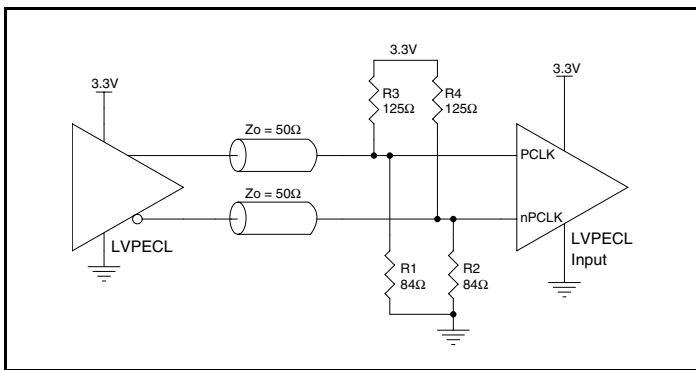 3.3V
3.3V
3.3V
R3
125Ω
R4
125Ω
Zo = 50Ω
PCLK
Zo = 50Ω
nPCLK
LVPECL
LVPECL
Input
R1
84Ω
R2
84Ω